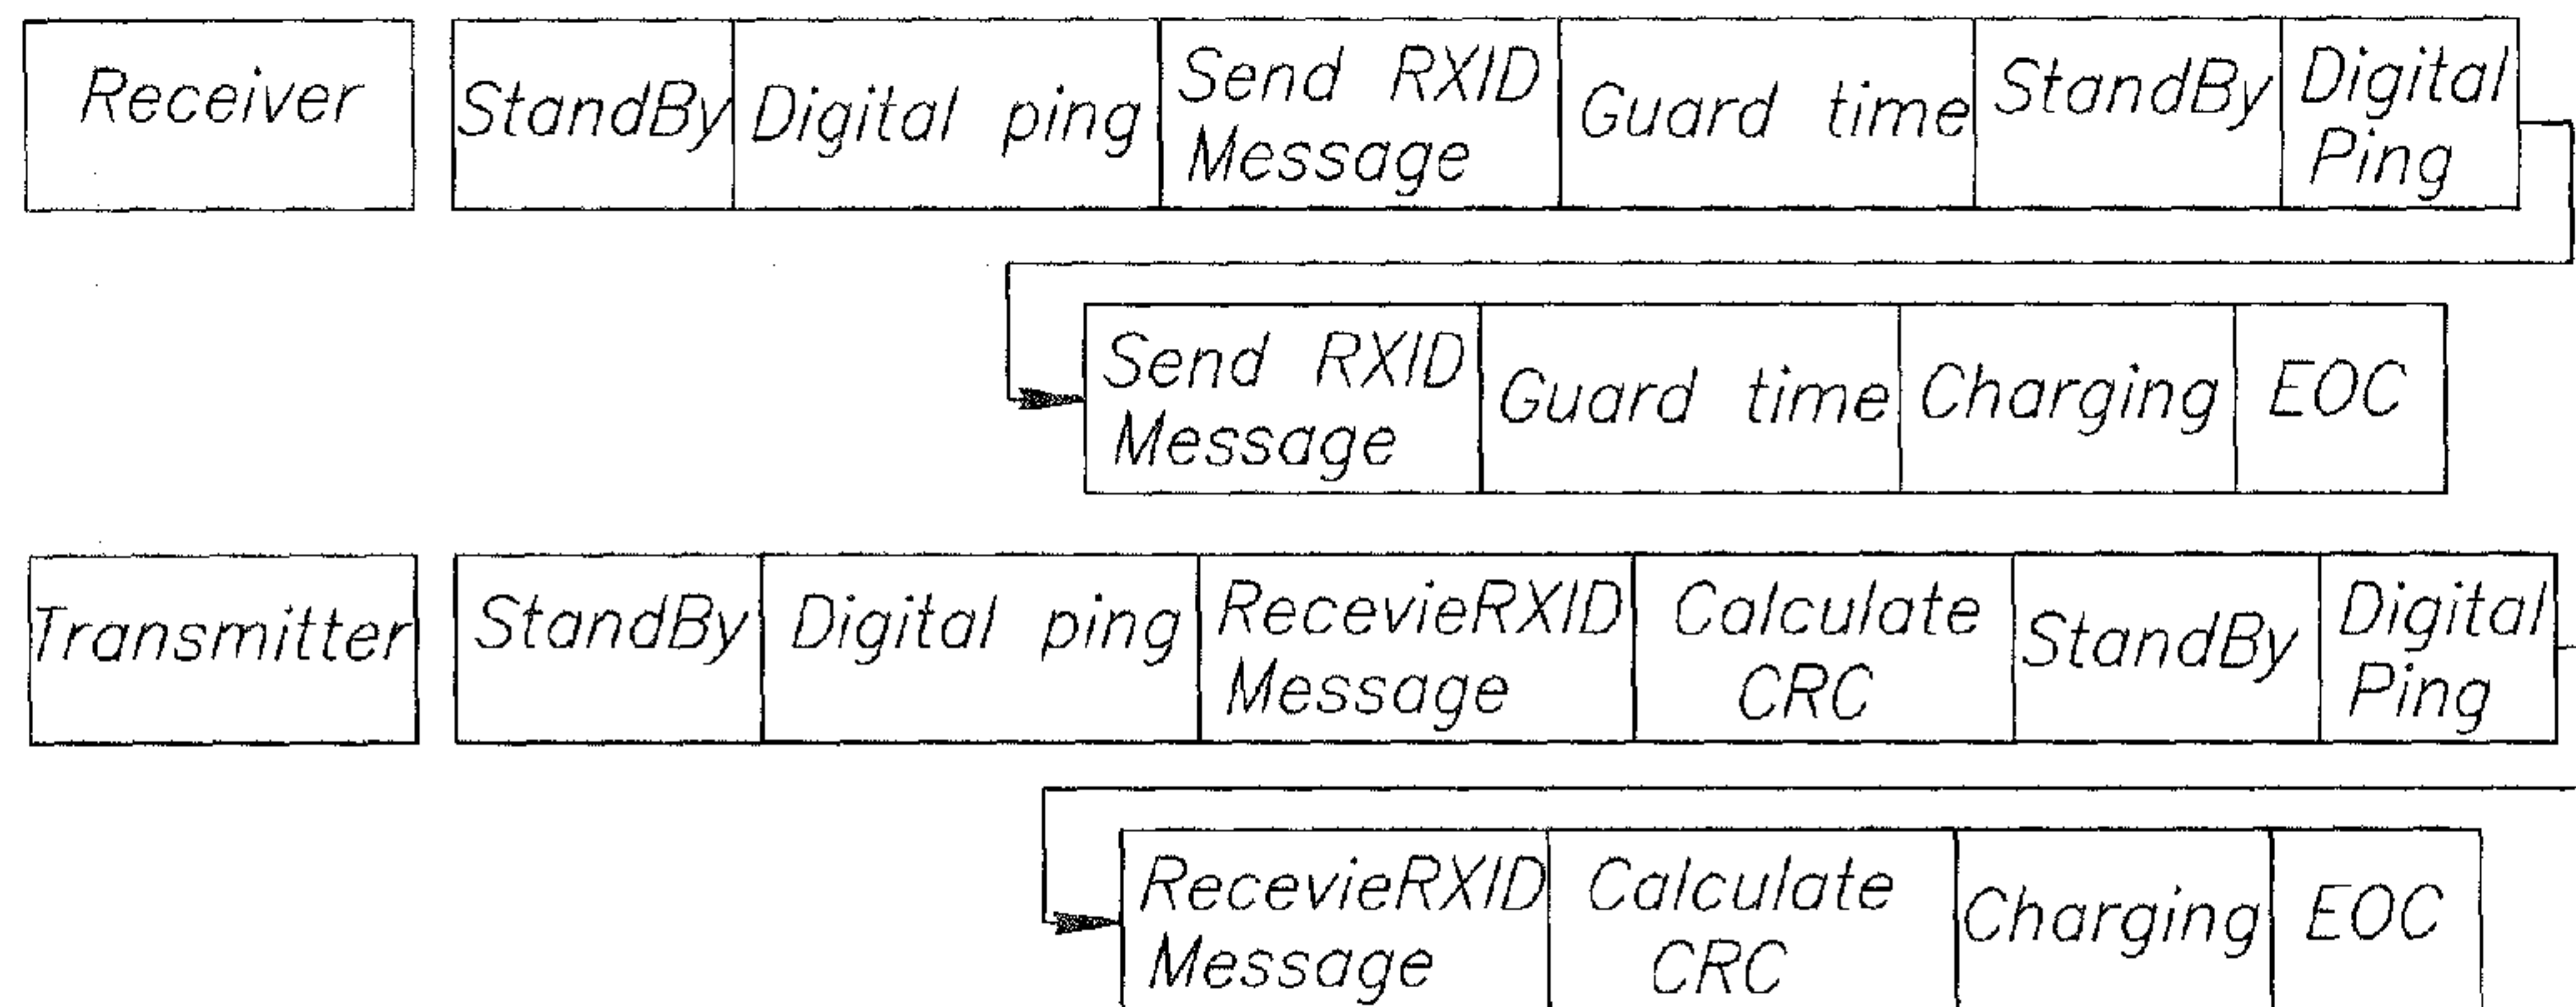 Receiver
StandBy
Digital ping
Send RXID
Message
Guard time
StandBy
Digital
Ping
Send RXID
Message
Guard time
Charging
EOC
Transmitter
StandBy
Digital ping
RecevieRXID
Message
Calculate
CRC
StandBy
Digital
Ping
RecevieRXID
Message
Calculate
CRC
Charging
EOC